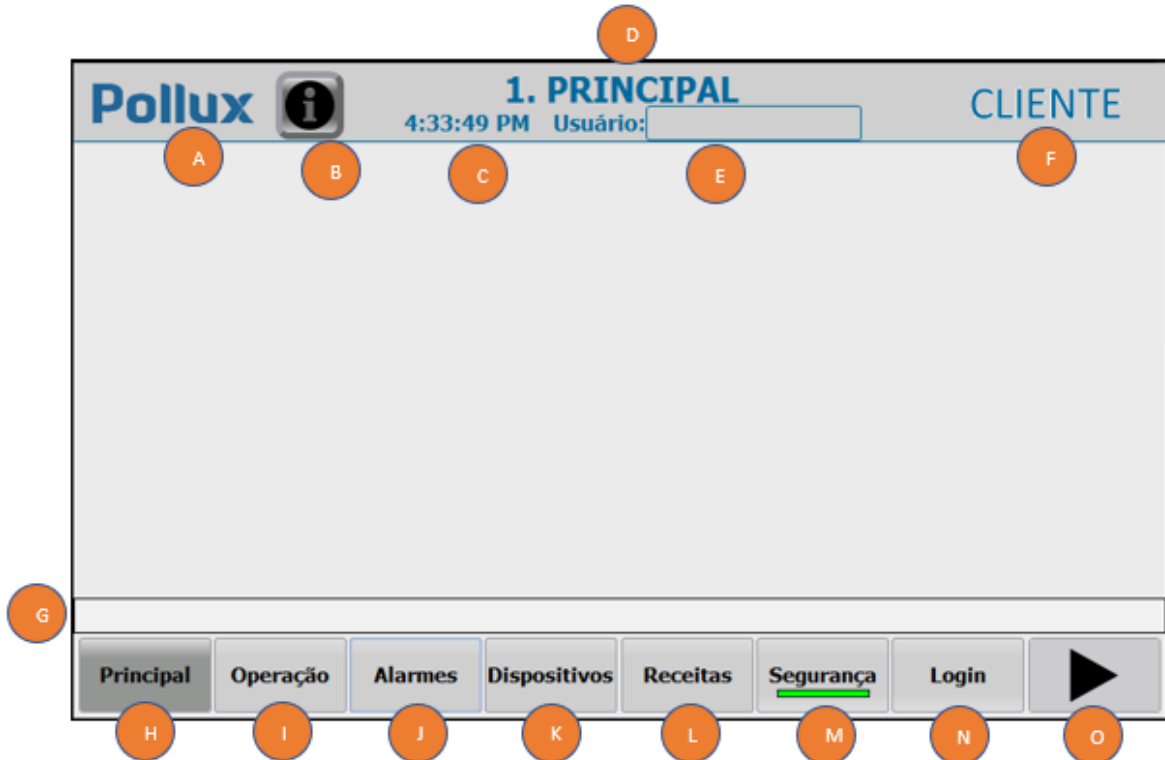 D
Pollux
i
1. PRINCIPAL
4:33:49 PM Usuário:
CLIENTE
A
B
C
E
F
G
Principal
Operação
Alarmes
Dispositivos
Receitas
Segurança
Login
H
I
J
K
L
M
N
O